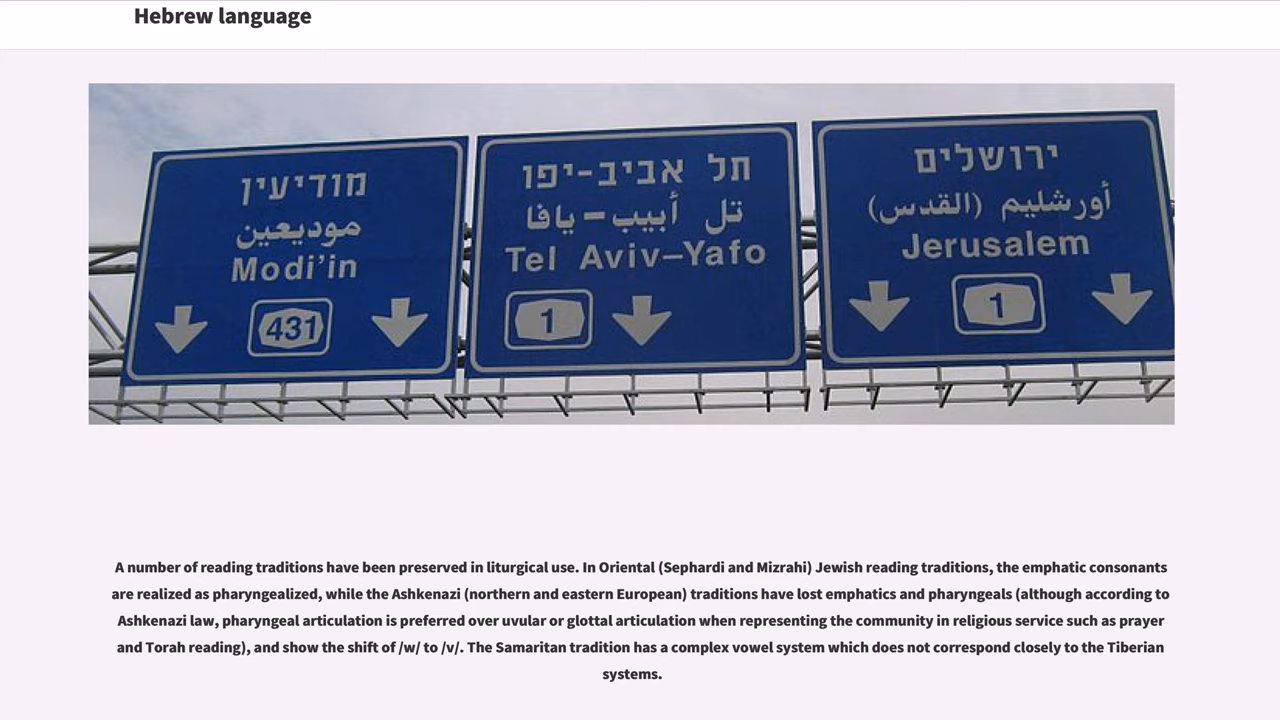 Hebrew language
מודיעין
موديعين
Modi'in
431
תל אביב-יפו
تل أبيب - يافا
Tel Aviv–Yafo
1
ירושלים
أورشليم (القدس)
Jerusalem
1
A number of reading traditions have been preserved in liturgical use. In Oriental (Sephardi and Mizrahi) Jewish reading traditions, the emphatic consonants
are realized as pharyngealized, while the Ashkenazi (northern and eastern European) traditions have lost emphatics and pharyngeals (although according to
Ashkenazi law, pharyngeal articulation is preferred over uvular or glottal articulation when representing the community in religious service such as prayer
and Torah reading), and show the shift of /w/ to /v/. The Samaritan tradition has a complex vowel system which does not correspond closely to the Tiberian
systems.